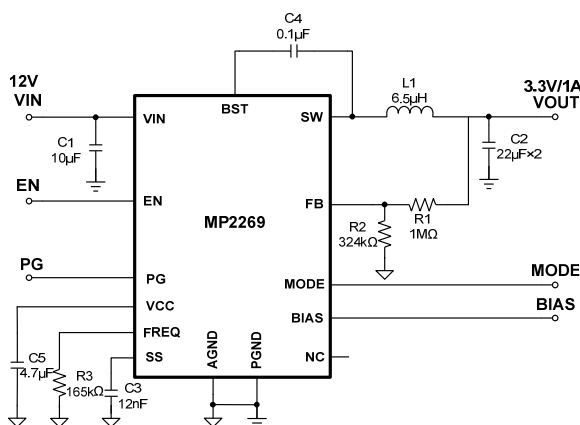 C4
0.1μF
12V
VIN
BST
L1
6.5μH
3.3V/1A
VOUT
VIN
SW
C1
10μF
C2
22μF×2
EN
EN
FB
MP2269
R1
1MΩ
R2
324kΩ
PG
PG
MODE
MODE
VCC
BIAS
BIAS
FREQ
SS
AGND
PGND
NC
C5
4.7μF
R3
165kΩ
C3
12nF